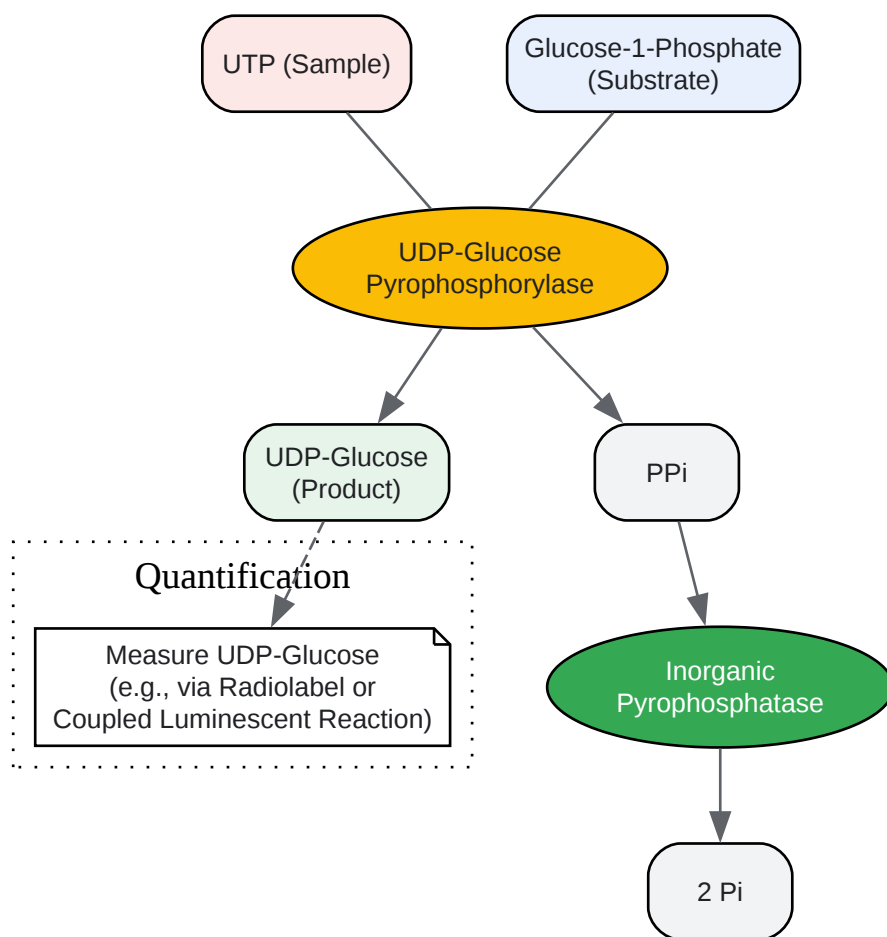 UTP (Sample)
Glucose-1-Phosphate
(Substrate)
UDP-Glucose
Pyrophosphorylase
UDP-Glucose
(Product)
PPi
Quantification
Measure UDP-Glucose
(e.g., via Radiolabel or
Coupled Luminescent Reaction)
Inorganic
Pyrophosphatase
2 Pi